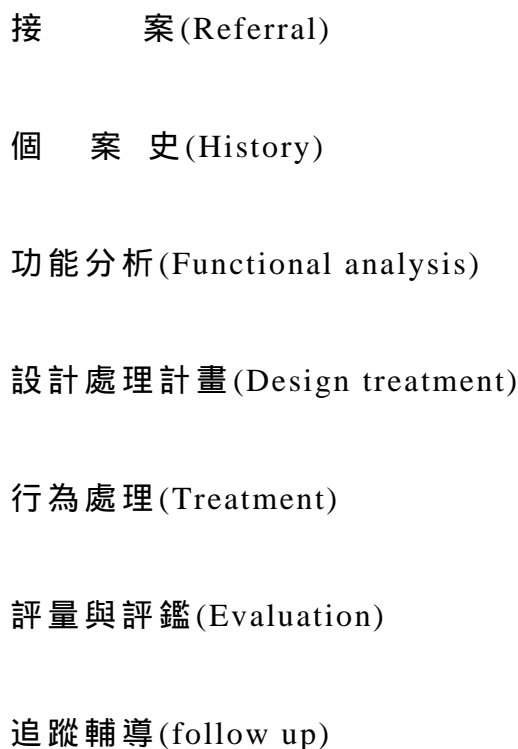 接 案(Referral)
個 案 史(History)
功能分析(Functional analysis)
設計處理計畫(Design treatment)
行為處理(Treatment)
評量與評鑑(Evaluation)
追蹤輔導(follow up)